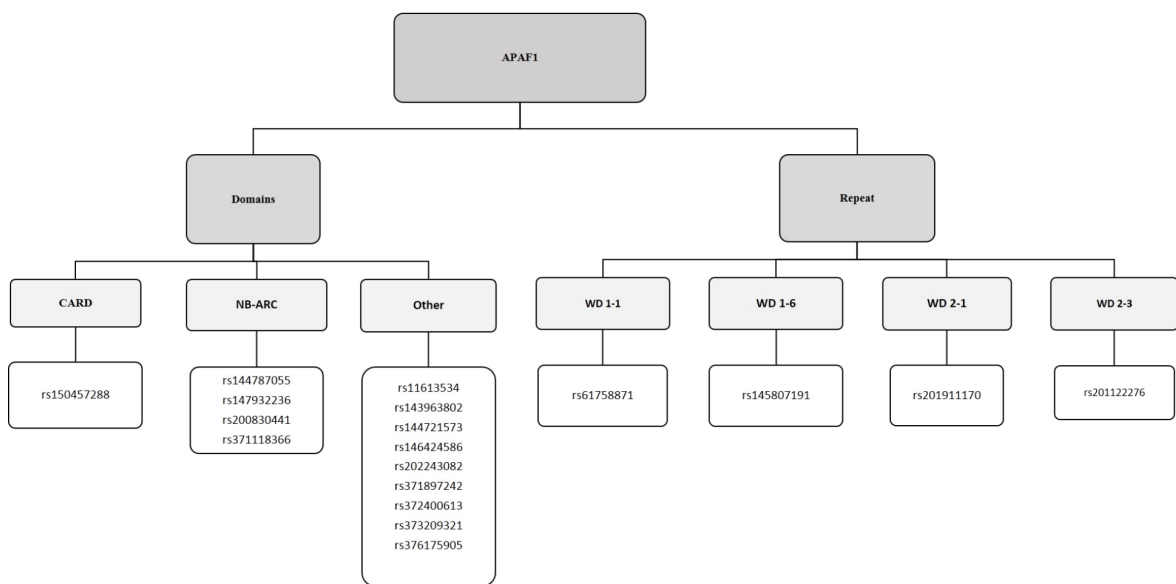 APAF1
Domains
Repeat
CARD
NB-ARC
Other
WD 1-1
WD 1-6
WD 2-1
WD 2-3
rs150457288
rs144787055
rs147932236
rs200830441
rs371118366
rs11613534
rs143963802
rs144721573
rs146424586
rs202243082
rs371897242
rs372400613
rs373209321
rs376175905
rs61758871
rs145807191
rs201911170
rs201122276